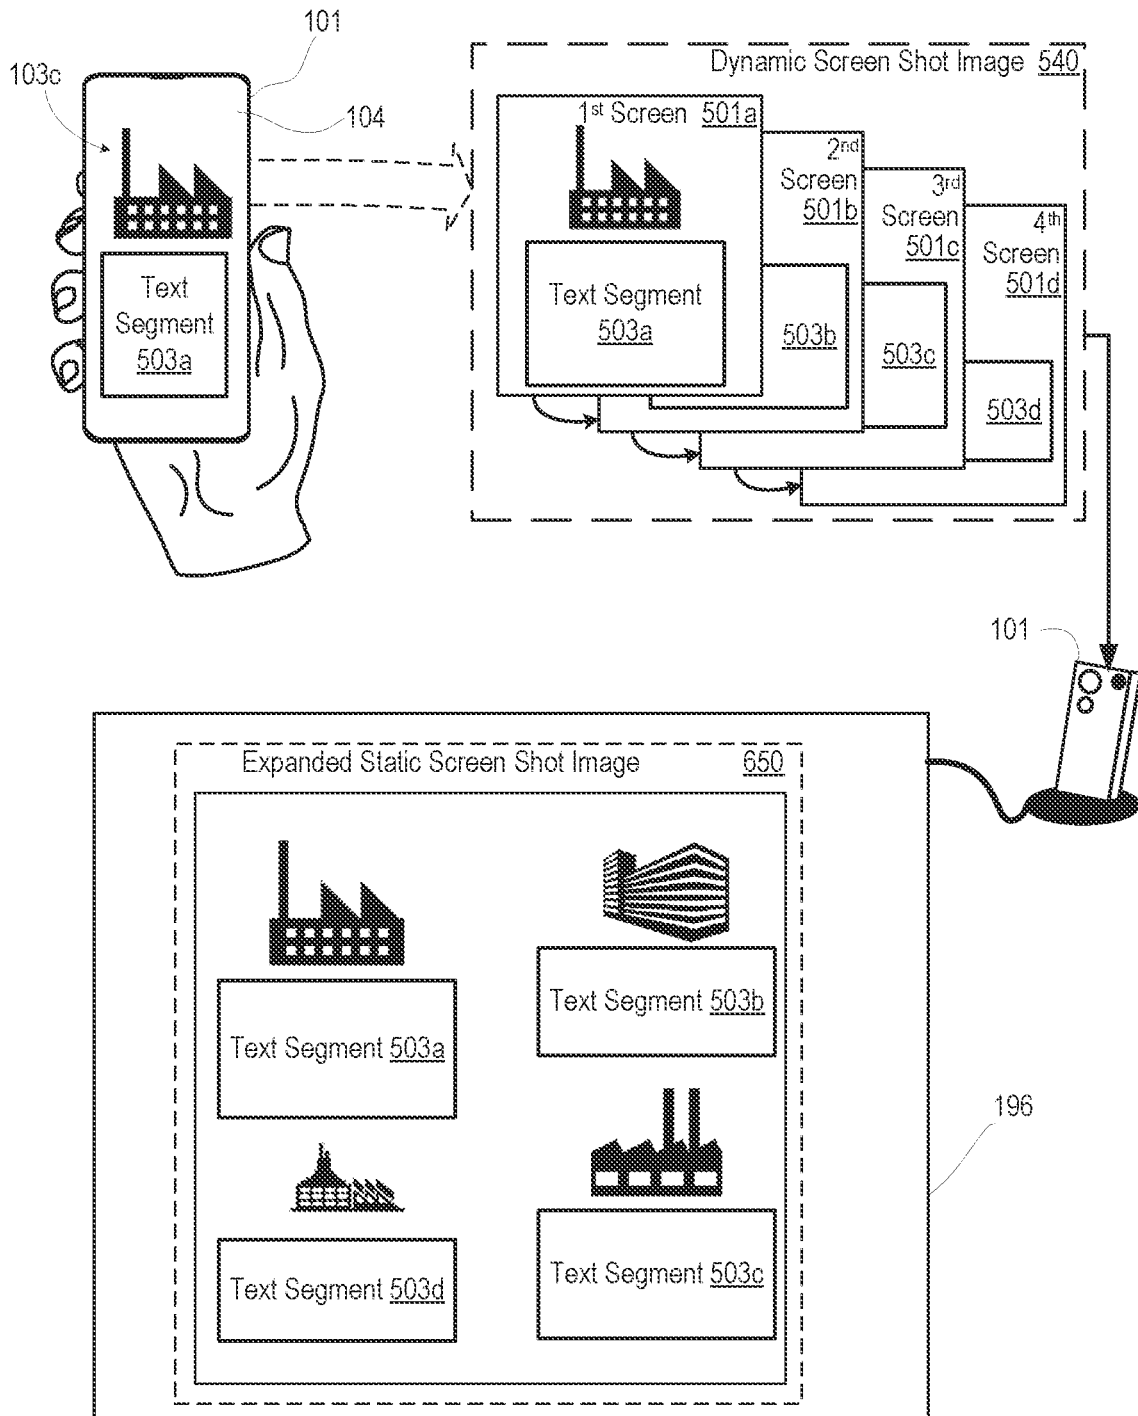 101
103c
104
Text
Segment
503a
Dynamic Screen Shot Image 540
1st Screen 501a
Text Segment
503a
2nd
Screen
501b
503b
3rd
Screen
501c
503c
4th
Screen
501d
503d
101
Expanded Static Screen Shot Image 650
Text Segment 503a
Text Segment 503b
Text Segment 503d
Text Segment 503c
196